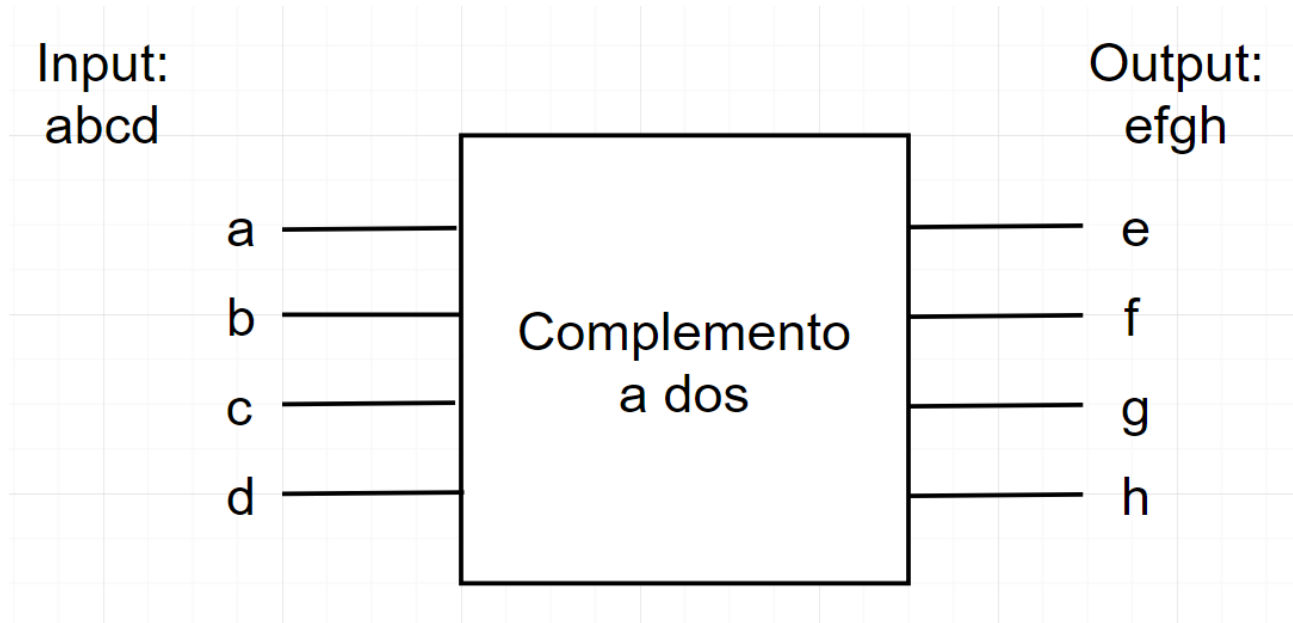 Input:
abcd
Output:
efgh
a
b
c
d
Complemento
a dos
e
f
g
h